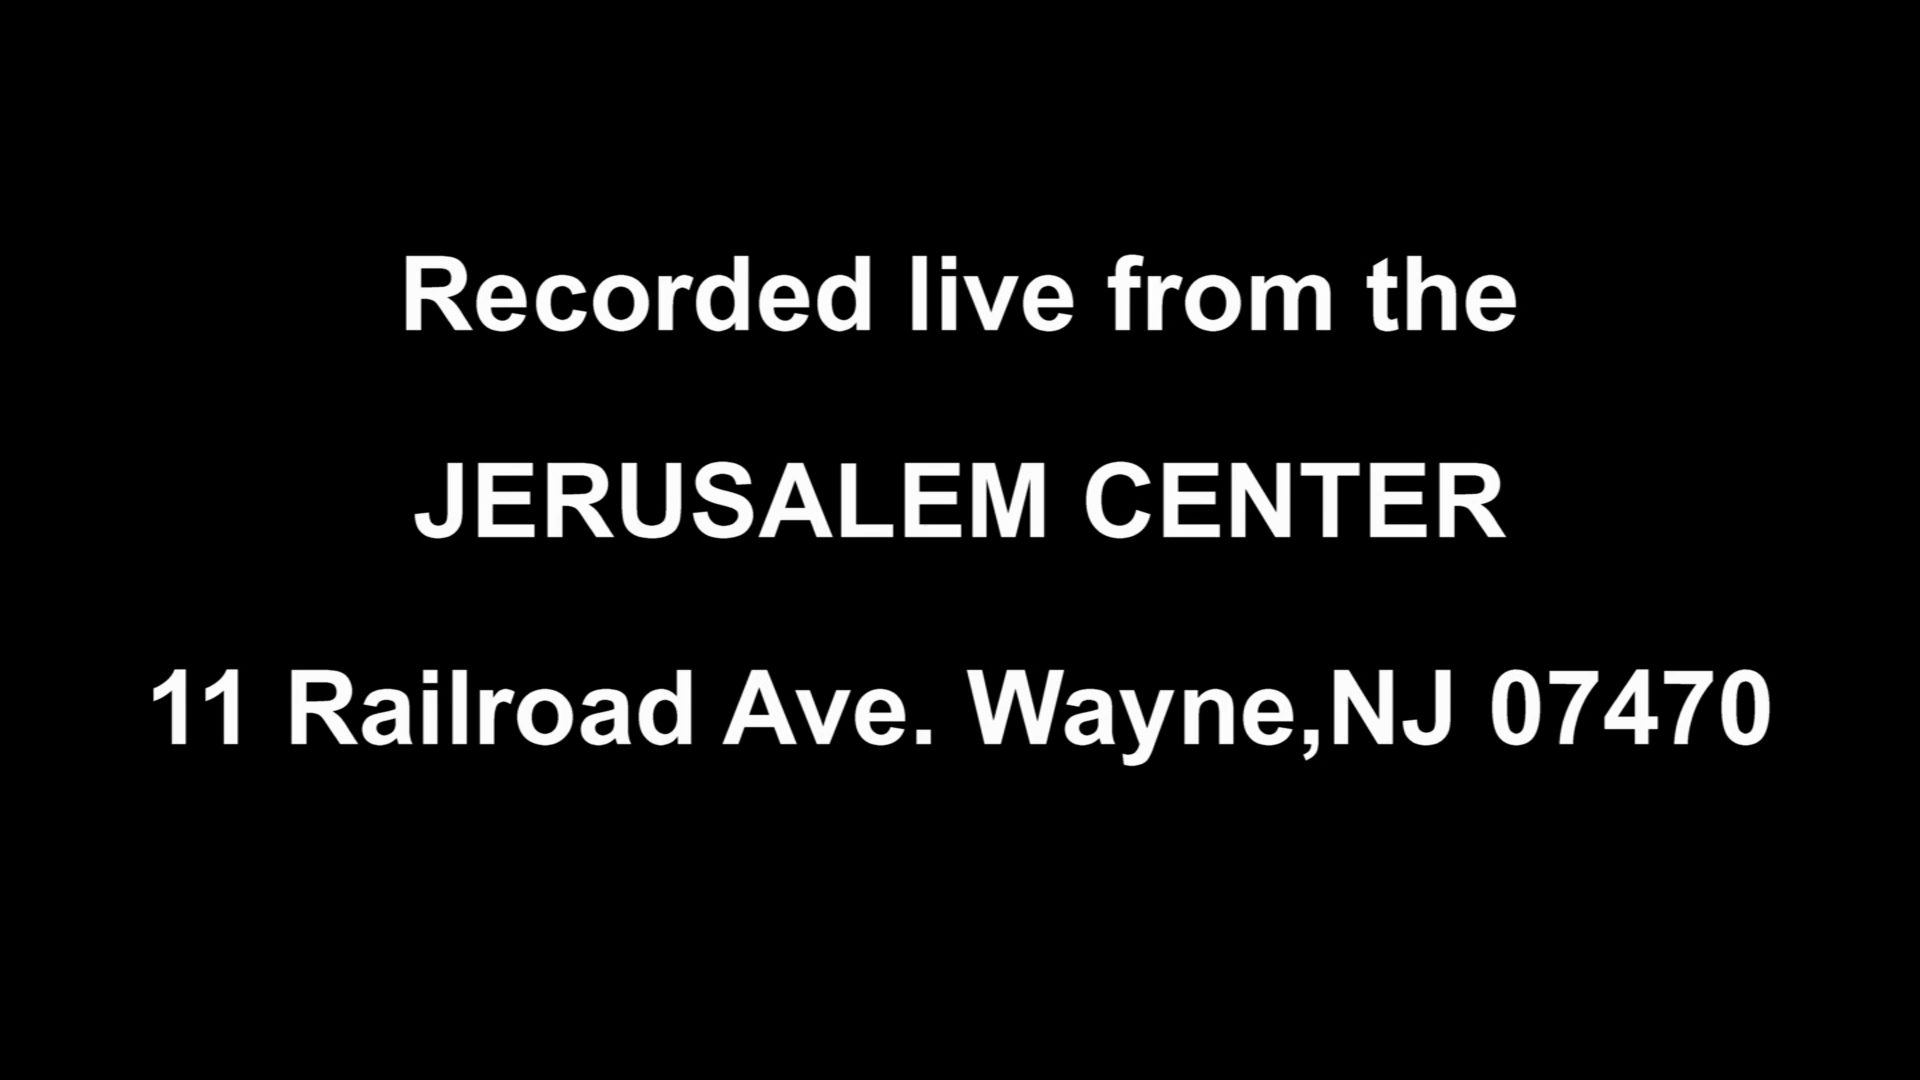 Recorded live from the
JERUSALEM CENTER
11 Railroad Ave. Wayne,NJ 07470